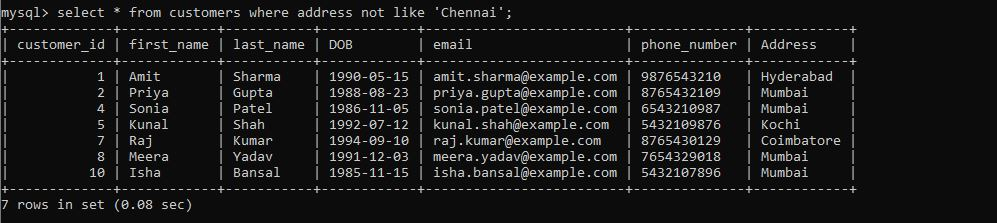 mysql> select * from customers where address not like 'Chennai';
+-------------+------------+-----------+------------+--------------------------+--------------+------------+
| customer_id | first_name | last_name | DOB        | email                    | phone_number | Address    |
+-------------+------------+-----------+------------+--------------------------+--------------+------------+
|           1 | Amit       | Sharma    | 1990-05-15 | amit.sharma@example.com  | 9876543210   | Hyderabad  |
|           2 | Priya      | Gupta     | 1988-08-23 | priya.gupta@example.com  | 8765432109   | Mumbai     |
|           4 | Sonia      | Patel     | 1986-11-05 | sonia.patel@example.com  | 6543210987   | Mumbai     |
|           5 | Kunal      | Shah      | 1992-07-12 | kunal.shah@example.com   | 5432109876   | Kochi      |
|           7 | Raj        | Kumar     | 1994-09-10 | raj.kumar@example.com    | 8765430129   | Coimbatore |
|           8 | Meera      | Yadav     | 1991-12-03 | meera.yadav@example.com  | 7654329018   | Mumbai     |
|          10 | Isha       | Bansal    | 1985-11-15 | isha.bansal@example.com  | 5432107896   | Mumbai     |
+-------------+------------+-----------+------------+--------------------------+--------------+------------+
7 rows in set (0.08 sec)